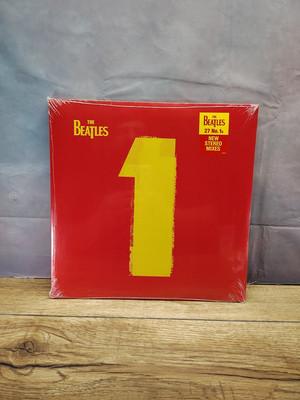 THE
BEATLES
THE
BEATLES
27 No. 1s
NEW
STEREO
MIXES
1